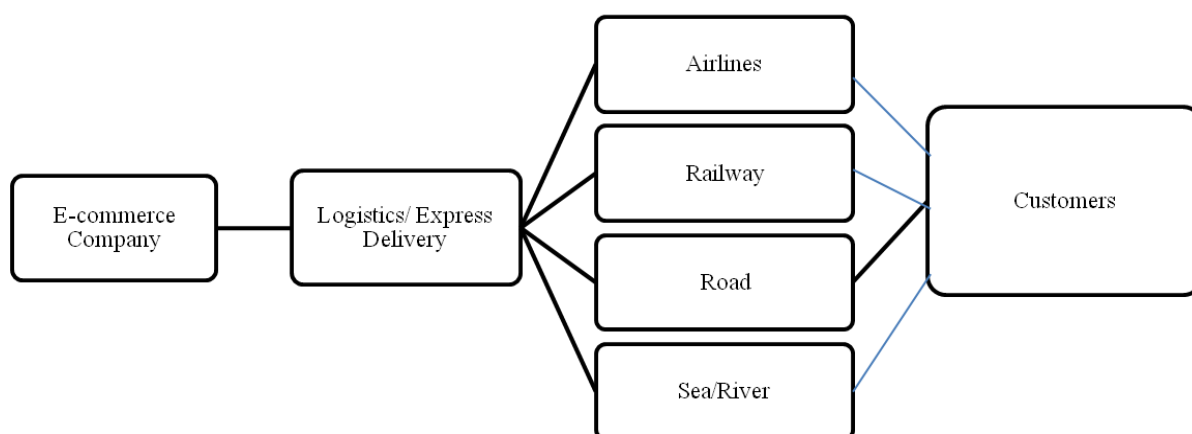 E-commerce
Company
Logistics/ Express
Delivery
Airlines
Railway
Road
Sea/River
Customers